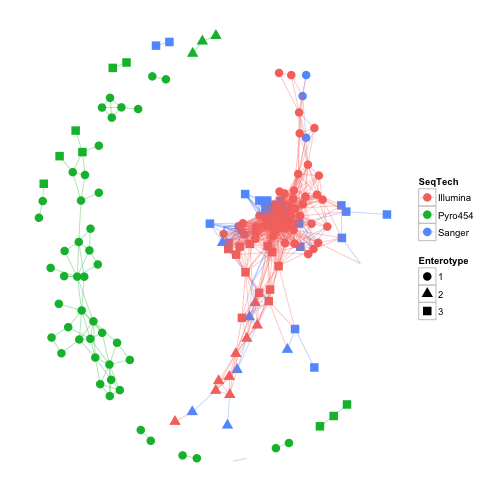 SeqTech
Illumina
Pyro454
Sanger
Enterotype
1
2
3